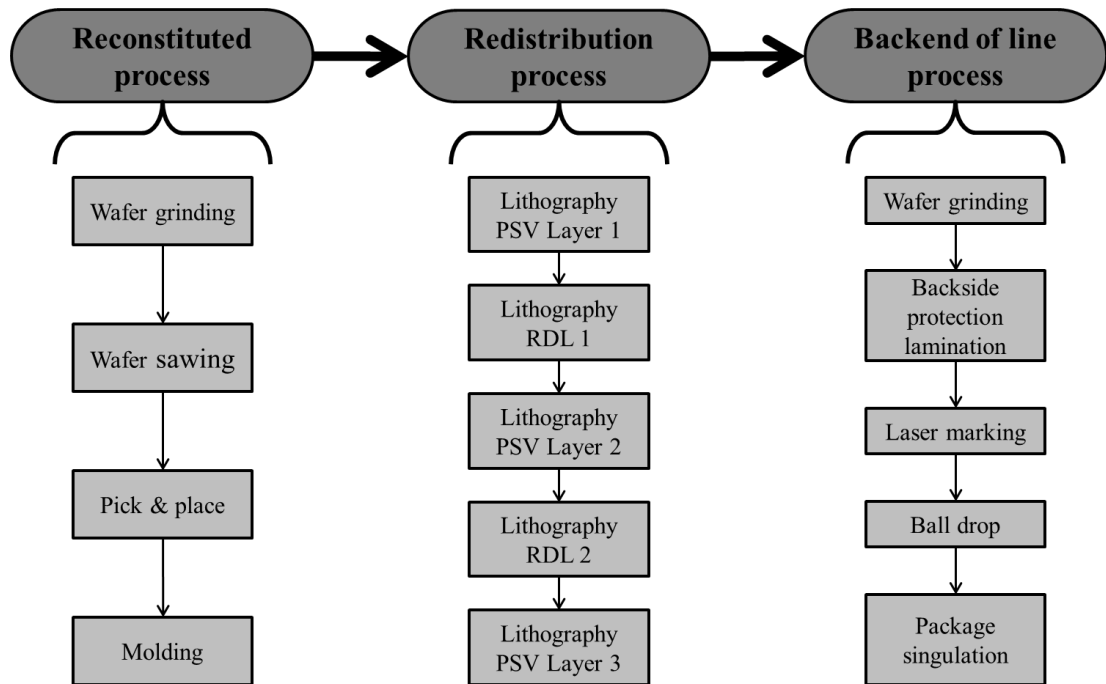 Reconstituted
process
Redistribution
process
Backend of line
process
Wafer grinding
Wafer sawing
Pick & place
Molding
Lithography
PSV Layer 1
Lithography
RDL 1
Lithography
PSV Layer 2
Lithography
RDL 2
Lithography
PSV Layer 3
Wafer grinding
Backside
protection
lamination
Laser marking
Ball drop
Package
singulation